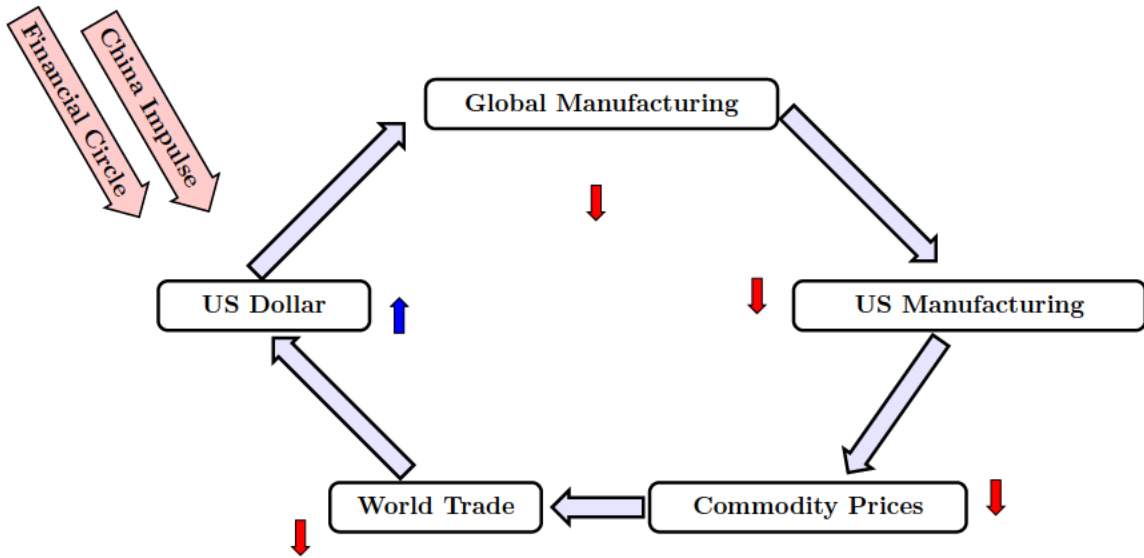 Financial Circle
China Impulse
Global Manufacturing
US Dollar
US Manufacturing
World Trade
Commodity Prices